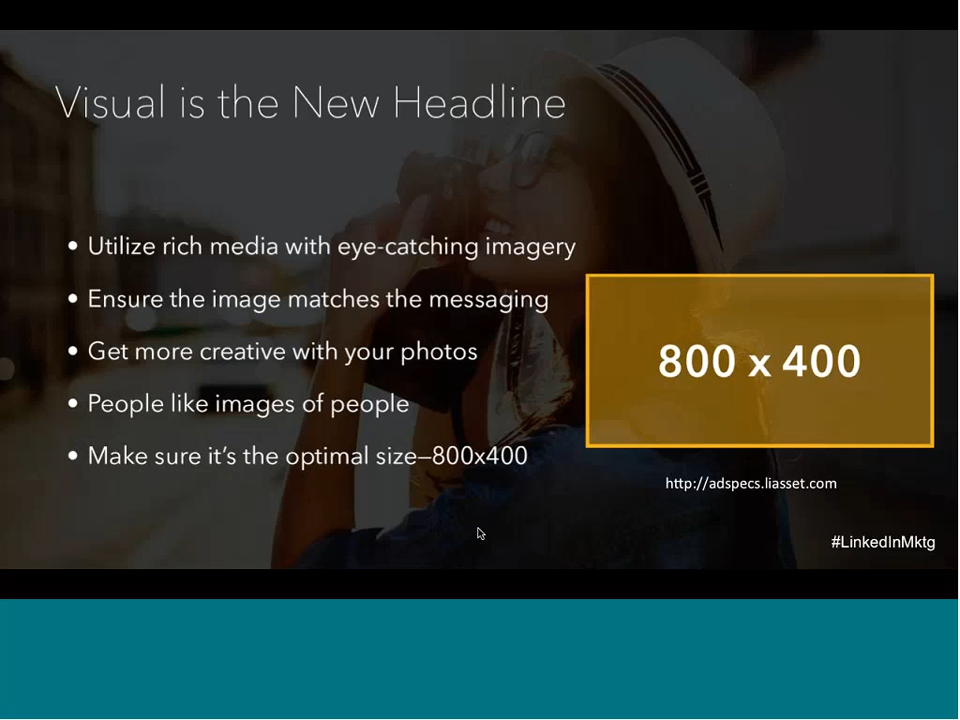 Visual is the New Headline
• Utilize rich media with eye-catching imagery
• Ensure the image matches the messaging
• Get more creative with your photos
• People like images of people
• Make sure it's the optimal size—800x400
800 x 400
http://adspecs.liasset.com
#LinkedInMktg